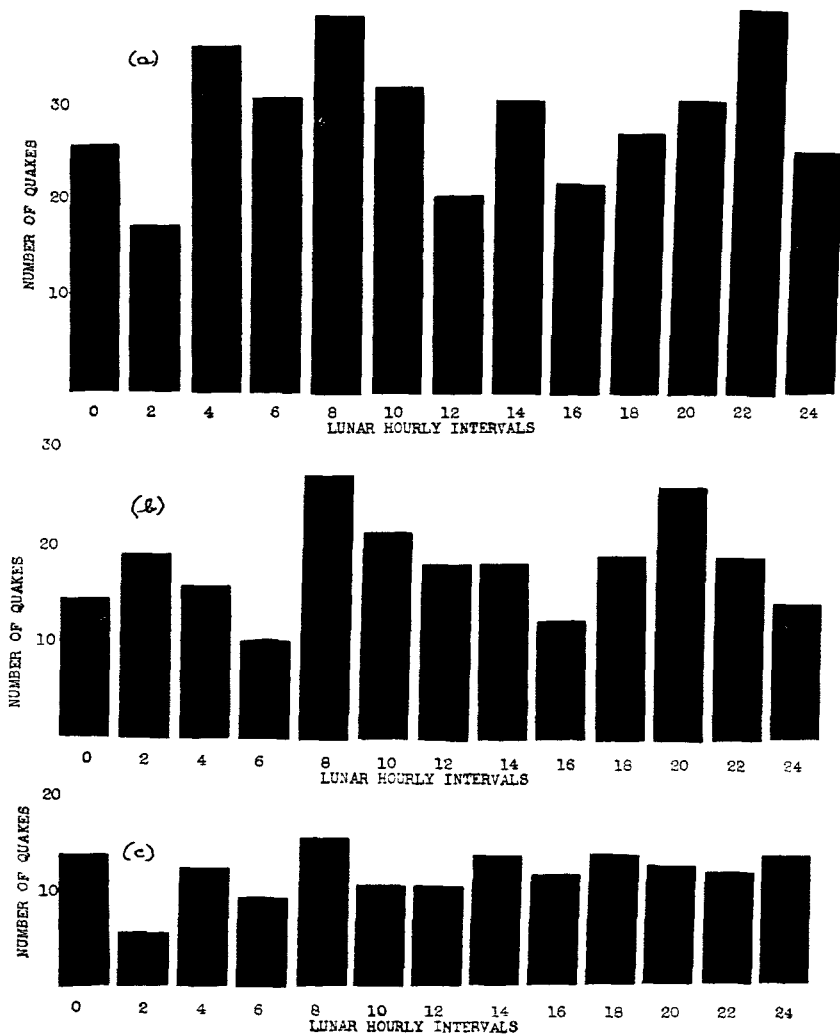 (a)
30
20
10
NUMBER OF QUAKES
0 2 4 6 8 10 12 14 16 18 20 22 24
LUNAR HOURLY INTERVALS
30
(b)
20
10
NUMBER OF QUAKES
0 2 4 6 8 10 12 14 16 18 20 22 24
LUNAR HOURLY INTERVALS
20
(c)
10
NUMBER OF QUAKES
0 2 4 6 8 10 12 14 16 18 20 22 24
LUNAR HOURLY INTERVALS